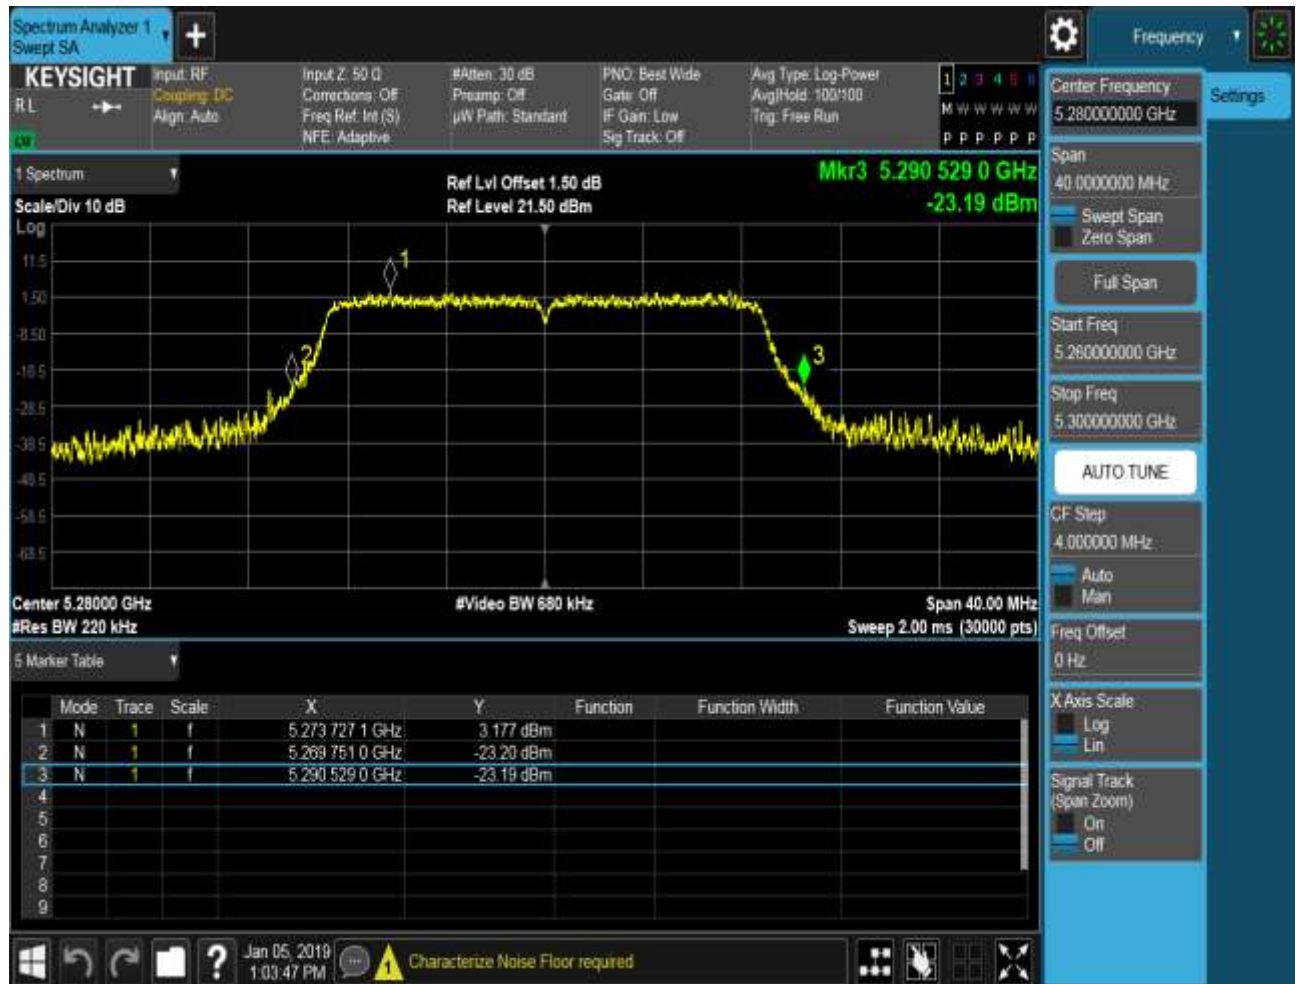 Spectrum Analyzer 1
Swept SA
+
Frequency
KEYSIGHT
Input: RF
Input Z: 50 Ω
#Atten: 30 dB
PNO: Best Wide
Avg Type: Log-Power
1 2 3 4 5 6
RL
Coupling: DC
Corrections: Off
Preamp: Off
Gate: Off
Avg|Hold: 100/100
M W W W W W
Align: Auto
Freq Ref: Int (S)
µW Path: Standard
IF Gain: Low
Trig: Free Run
NFE: Adaptive
Sig Track: Off
P P P P P P
1 Spectrum
Ref Lvl Offset 1.50 dB
Mkr3 5.290 529 0 GHz
Scale/Div 10 dB
Ref Level 21.50 dBm
-23.19 dBm
Log
11.5
1.50
-8.50
-18.5
-28.5
-38.5
-48.5
-58.5
-68.5
1
2
3
Center 5.28000 GHz
#Video BW 680 kHz
Span 40.00 MHz
#Res BW 220 kHz
Sweep 2.00 ms (30000 pts)
5 Marker Table
Mode Trace Scale X Y Function Function Width Function Value
1 N 1 f 5.273 727 1 GHz 3.177 dBm
2 N 1 f 5.269 751 0 GHz -23.20 dBm
3 N 1 f 5.290 529 0 GHz -23.19 dBm
4
5
6
7
8
9
Center Frequency
5.280000000 GHz
Settings
Span
40.0000000 MHz
Swept Span
Zero Span
Full Span
Start Freq
5.260000000 GHz
Stop Freq
5.300000000 GHz
AUTO TUNE
CF Step
4.000000 MHz
Auto
Man
Freq Offset
0 Hz
X Axis Scale
Log
Lin
Signal Track
(Span Zoom)
On
Off
?
Jan 05, 2019
1:03:47 PM
1
Characterize Noise Floor required